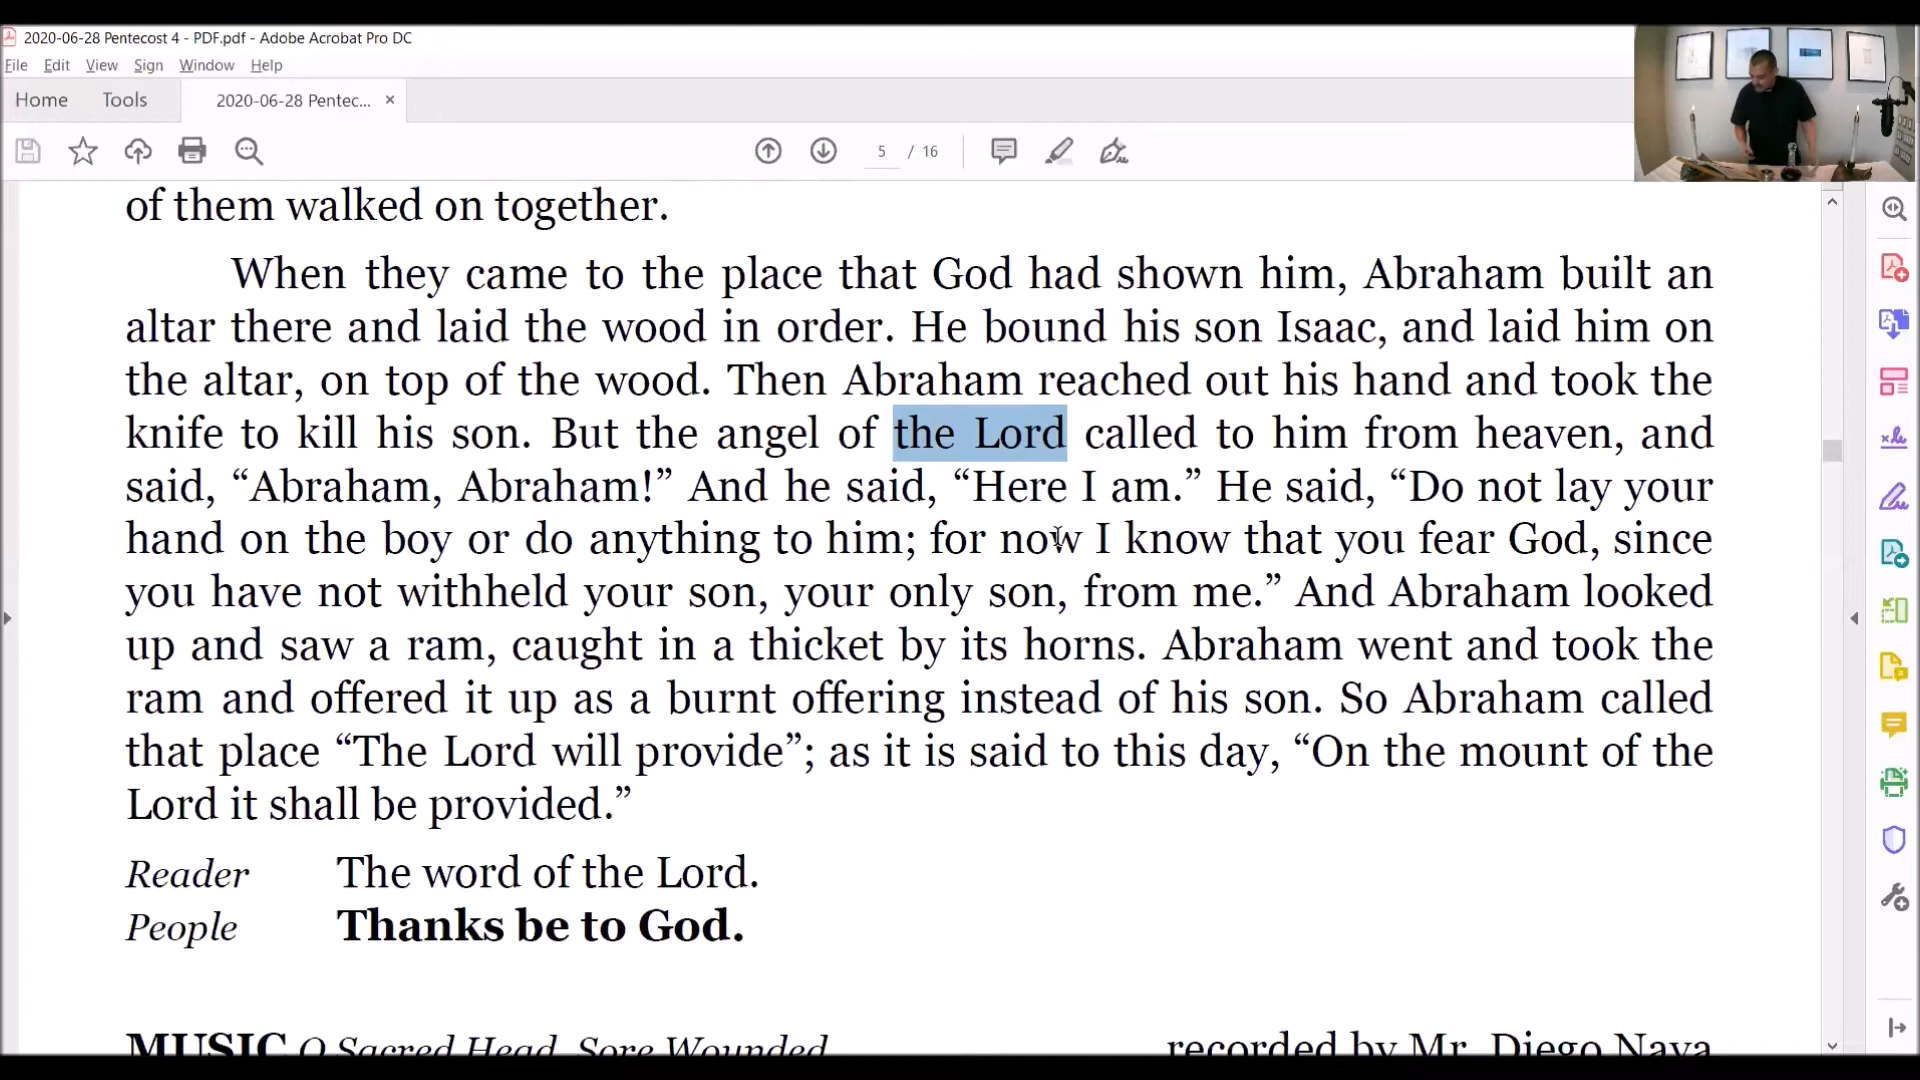 2020-06-28 Pentecost 4 - PDF.pdf - Adobe Acrobat Pro DC
File Edit View Sign Window Help
Home Tools 2020-06-28 Pentec... ×
5 / 16
of them walked on together.
When they came to the place that God had shown him, Abraham built an
altar there and laid the wood in order. He bound his son Isaac, and laid him on
the altar, on top of the wood. Then Abraham reached out his hand and took the
knife to kill his son. But the angel of the Lord called to him from heaven, and
said, “Abraham, Abraham!” And he said, “Here I am.” He said, “Do not lay your
hand on the boy or do anything to him; for now I know that you fear God, since
you have not withheld your son, your only son, from me.” And Abraham looked
up and saw a ram, caught in a thicket by its horns. Abraham went and took the
ram and offered it up as a burnt offering instead of his son. So Abraham called
that place “The Lord will provide”; as it is said to this day, “On the mount of the
Lord it shall be provided.”
Reader The word of the Lord.
People Thanks be to God.
MUSIC O Sacred Head, Sore Wounded recorded by Mr. Diego Nava